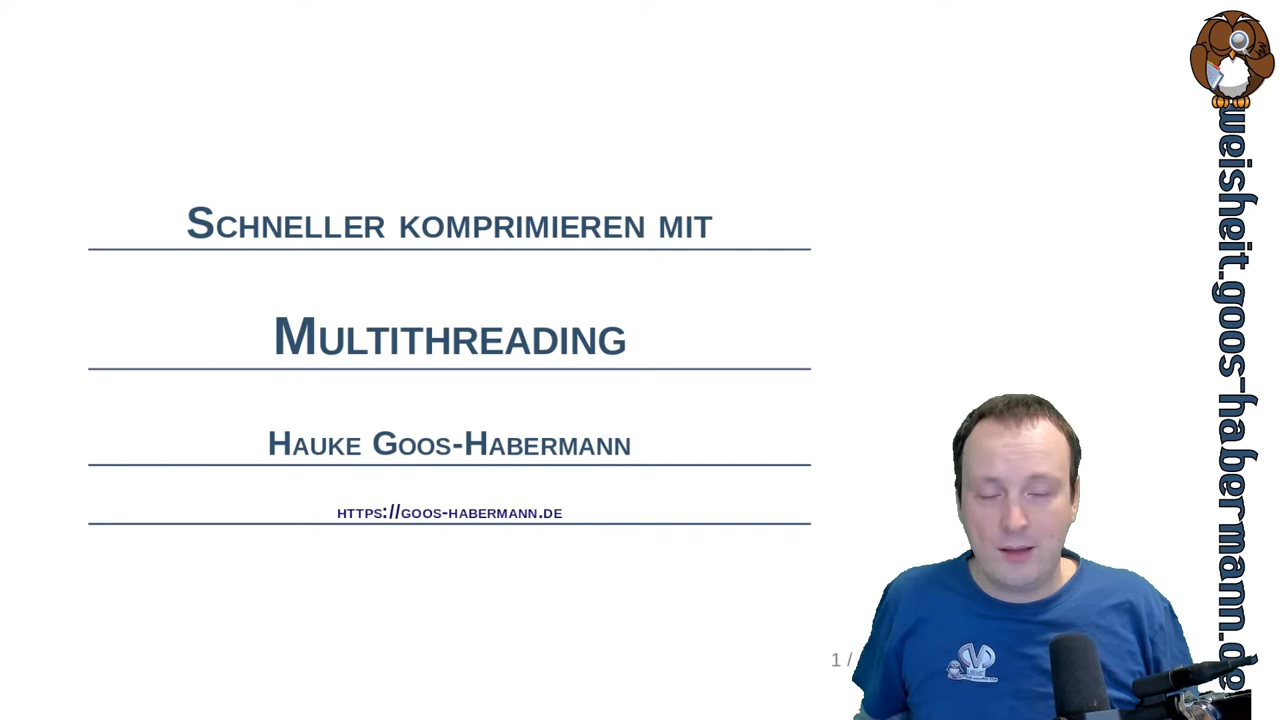 Schneller komprimieren mit
Multithreading
Hauke Goos-Habermann
https://goos-habermann.de
1 /
weisheit.goos-habermann.de